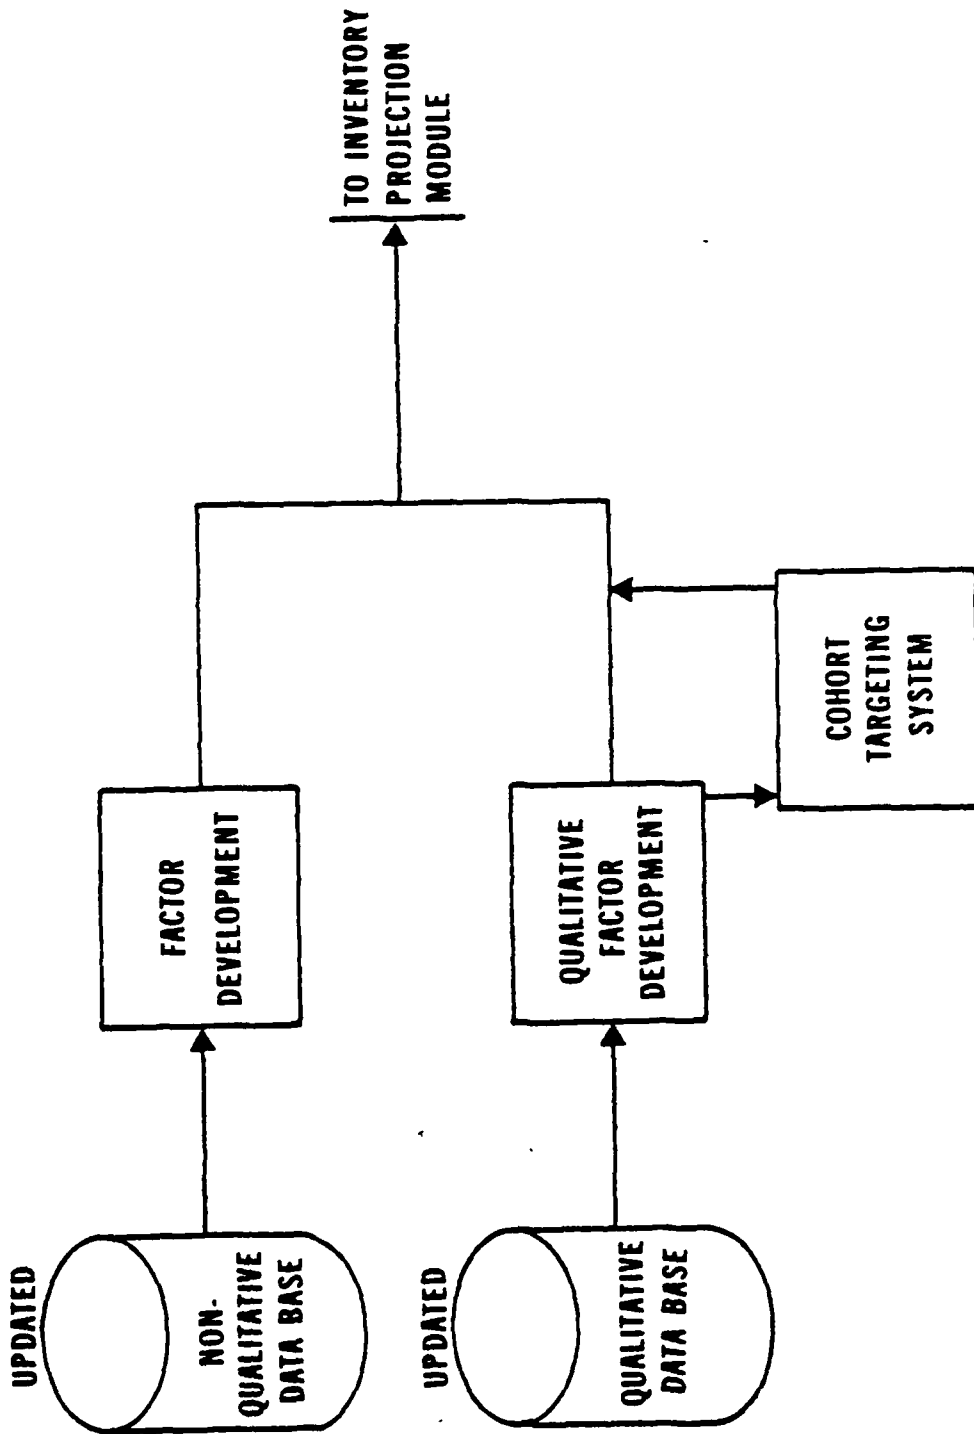 UPDATED
NON-
QUALITATIVE
DATA BASE
FACTOR
DEVELOPMENT
TO INVENTORY
PROJECTION
MODULE
UPDATED
QUALITATIVE
DATA BASE
QUALITATIVE
FACTOR
DEVELOPMENT
COHORT
TARGETING
SYSTEM